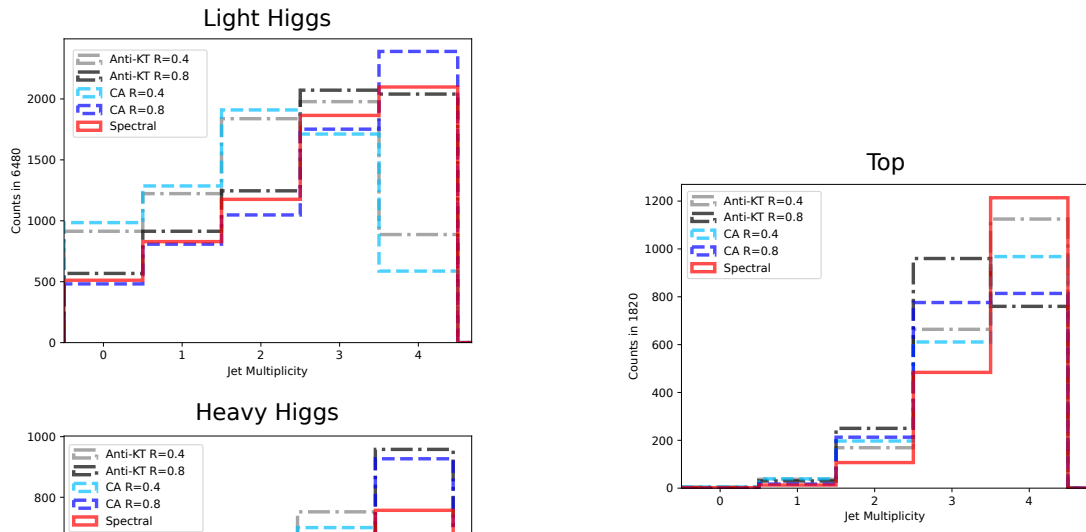 Light Higgs
Anti-KT R=0.4
Anti-KT R=0.8
CA R=0.4
CA R=0.8
Spectral
2000
1500
1000
500
0
Counts in 6480
0 1 2 3 4
Jet Multiplicity
Top
Anti-KT R=0.4
Anti-KT R=0.8
CA R=0.4
CA R=0.8
Spectral
1200
1000
800
600
400
200
0
Counts in 1820
0 1 2 3 4
Jet Multiplicity
Heavy Higgs
Anti-KT R=0.4
Anti-KT R=0.8
CA R=0.4
CA R=0.8
Spectral
1000
800